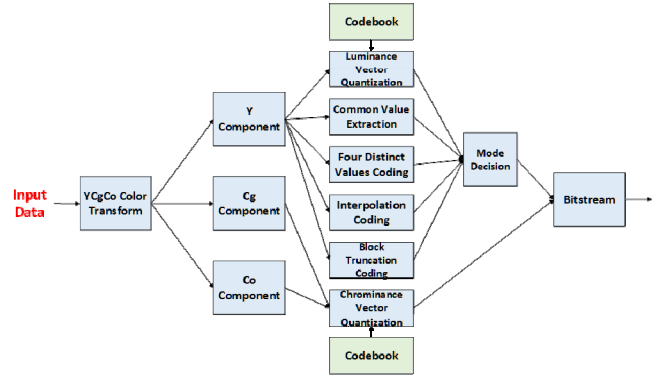 Codebook
Luminance
Vector
Quantization
Y
Component
Common Value
Extraction
Mode
Decision
Four Distinct
Values Coding
Input
Data
YCgCo Color
Transform
Cg
Component
Interpolation
Coding
Bitstream
Block
Truncation
Coding
Co
Component
Chrominance
Vector
Quantization
Codebook